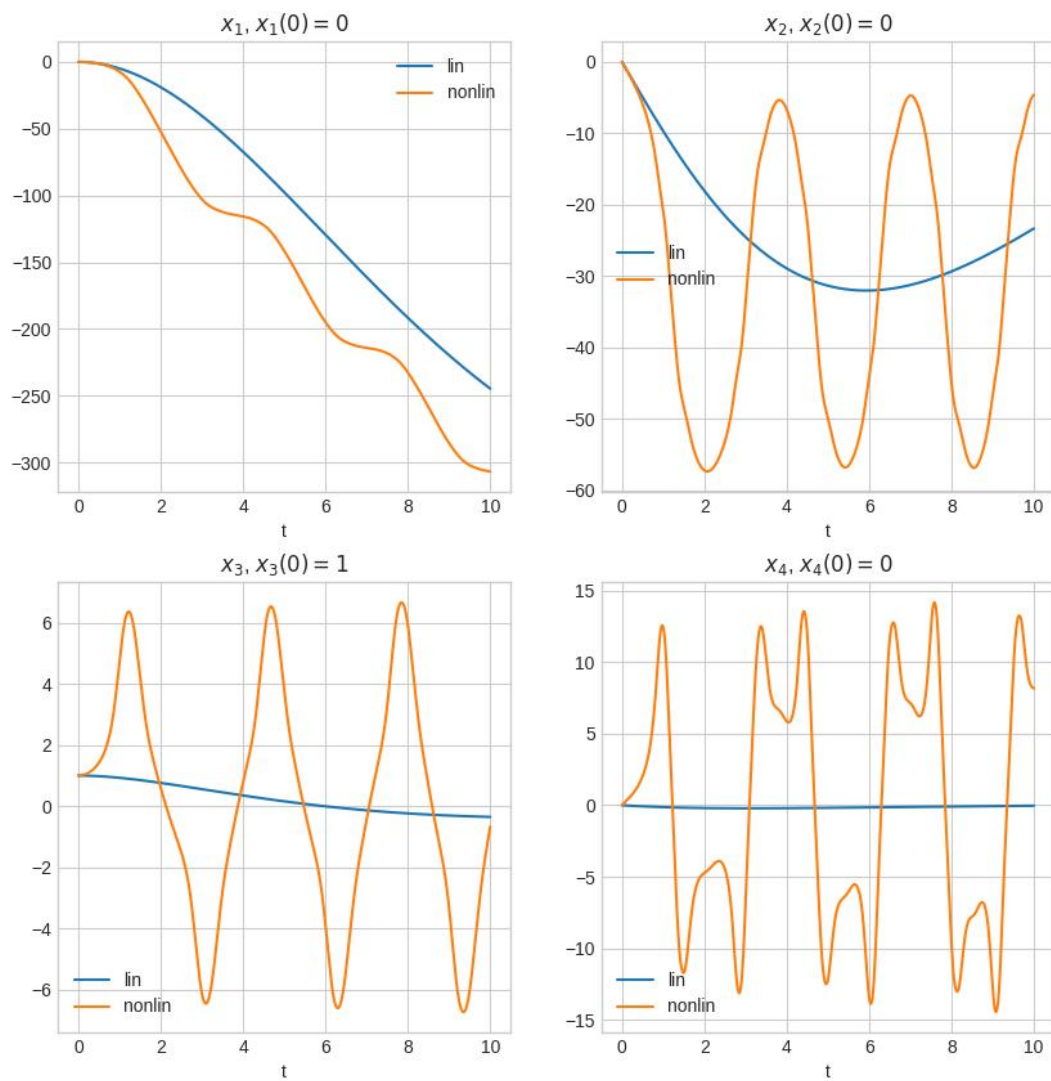 x₁, x₁(0) = 0
0
−50
−100
−150
−200
−250
−300
lin
nonlin
0 2 4 6 8 10
t
x₂, x₂(0) = 0
0
−10
−20
−30
−40
−50
−60
lin
nonlin
0 2 4 6 8 10
t
x₃, x₃(0) = 1
6
4
2
0
−2
−4
−6
lin
nonlin
0 2 4 6 8 10
t
x₄, x₄(0) = 0
15
10
5
0
−5
−10
−15
lin
nonlin
0 2 4 6 8 10
t